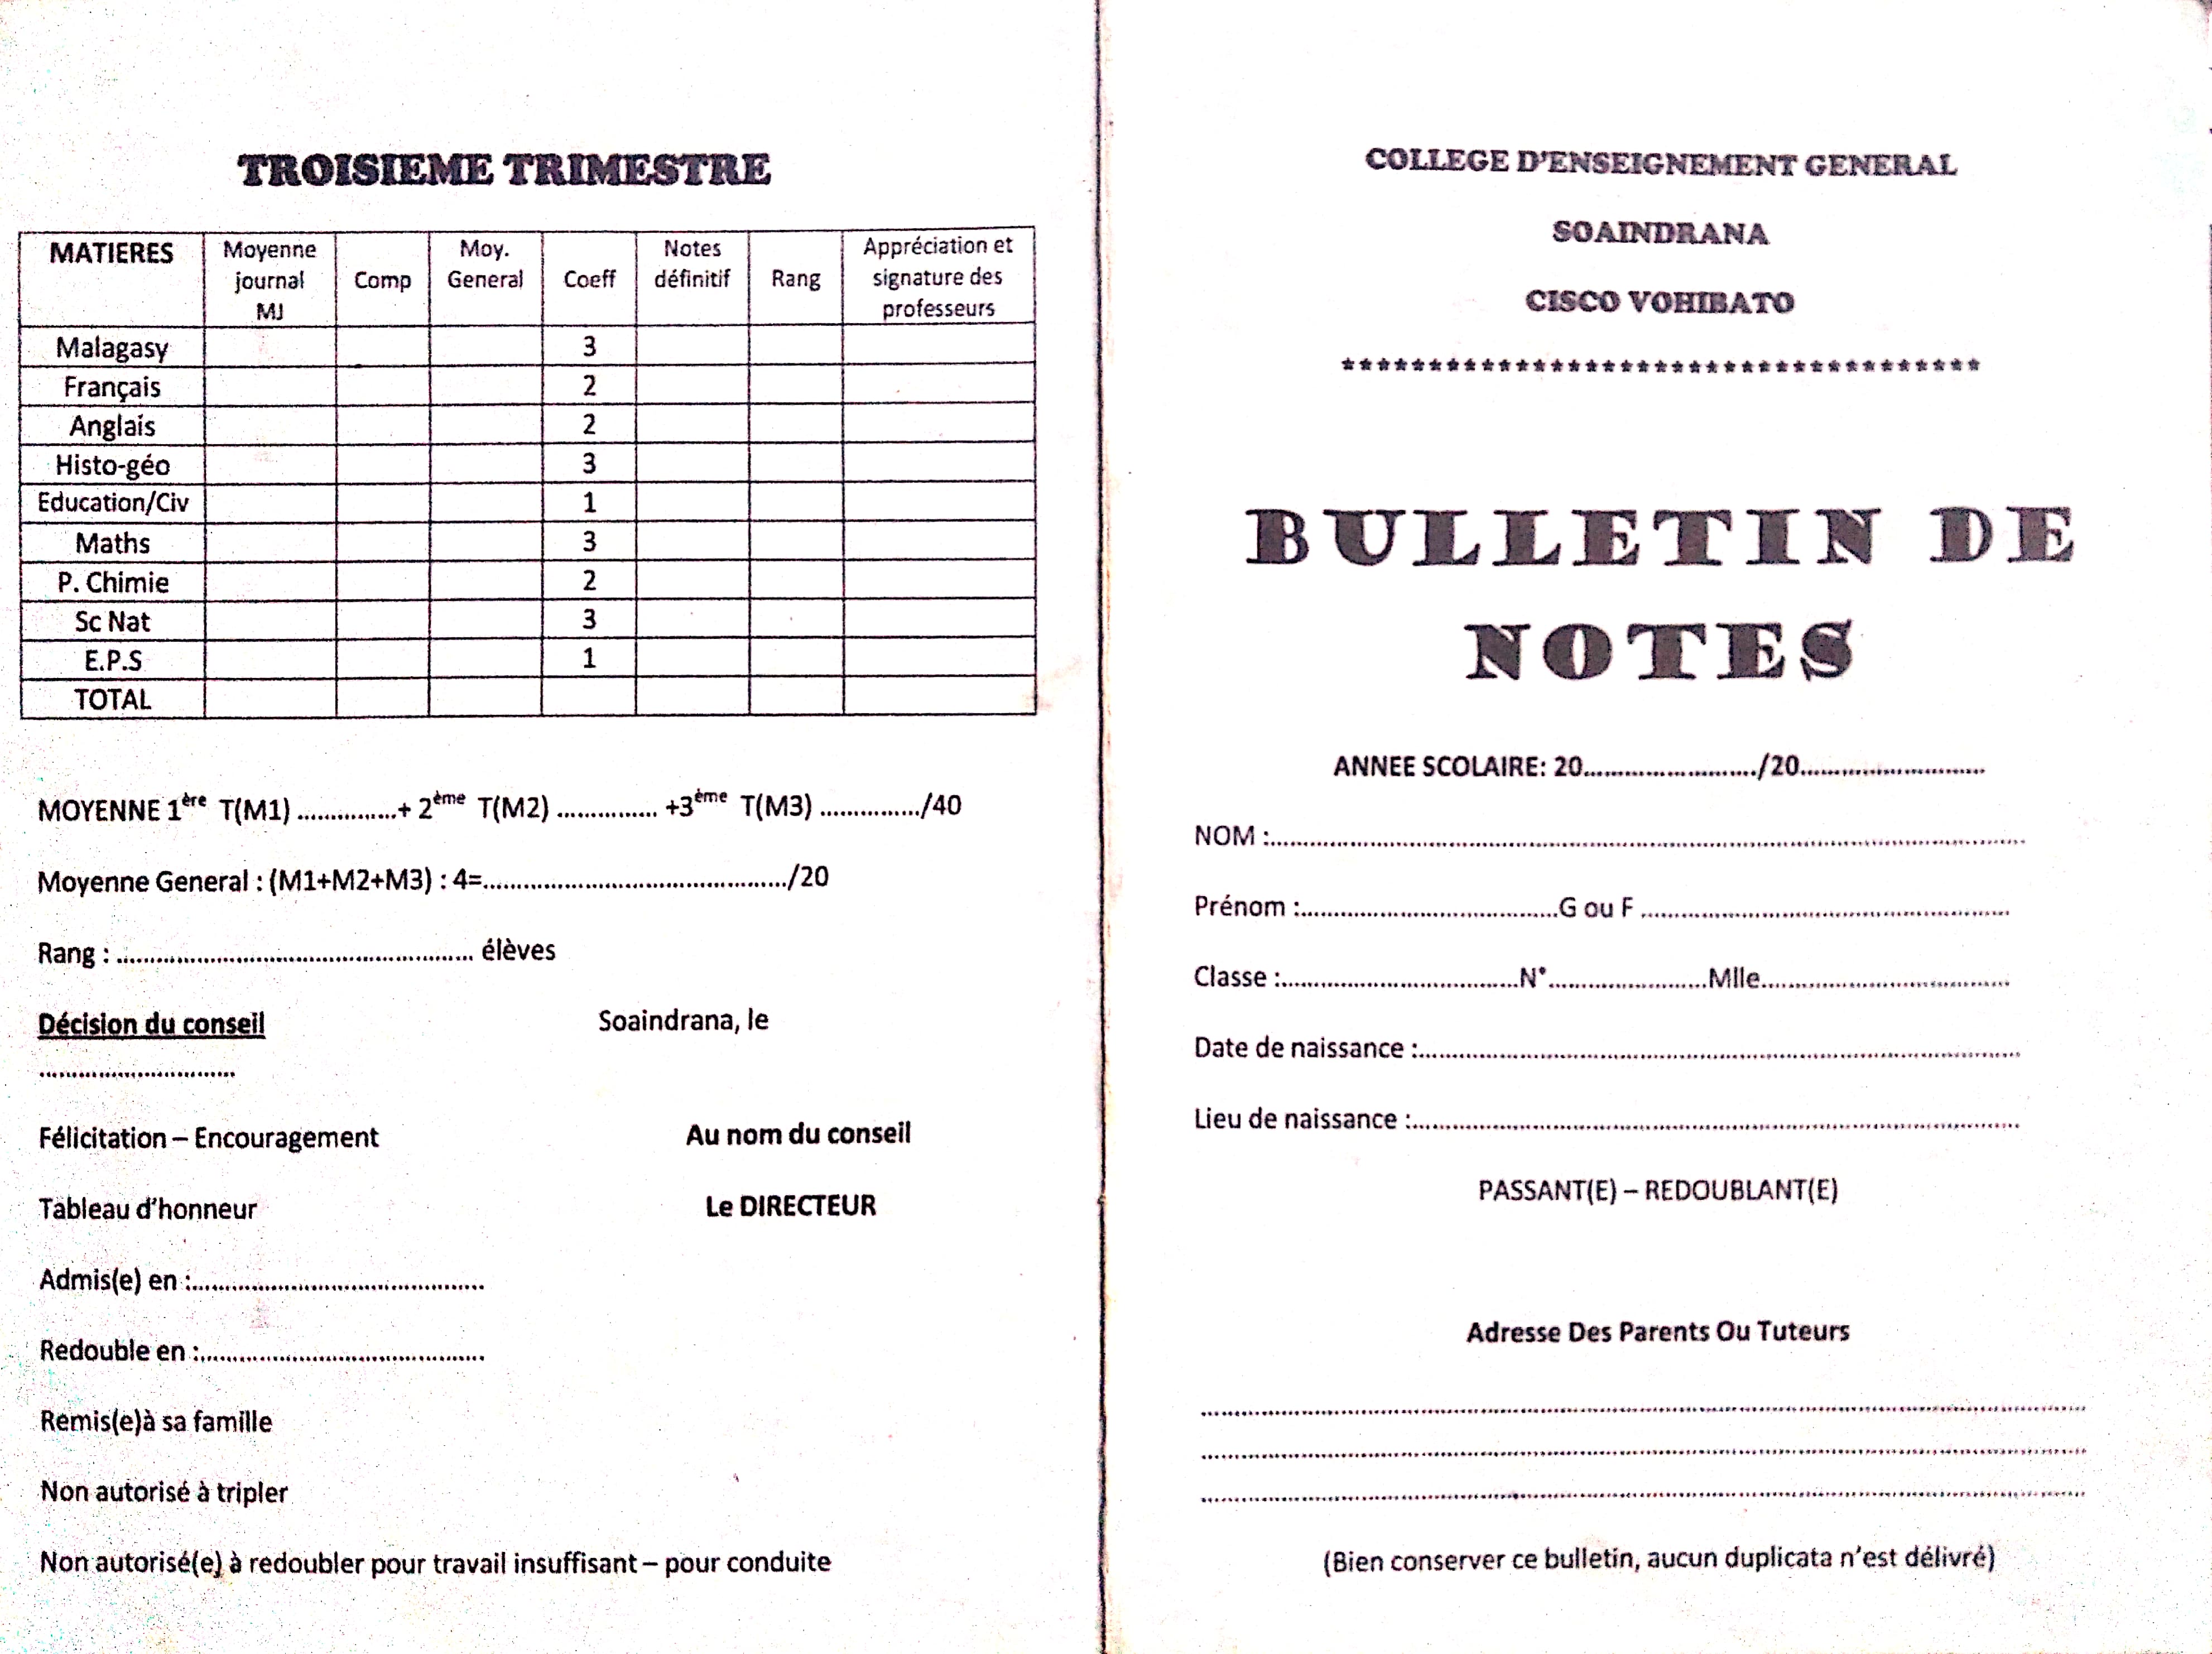 TROISIEME TRIMESTRE
MATIERES Moyenne journal MJ Comp Moy. General Coeff Notes définitif Rang Appréciation et signature des professeurs
Malagasy 3
Français 2
Anglais 2
Histo-géo 3
Education/Civ 1
Maths 3
P. Chimie 2
Sc Nat 3
E.P.S 1
TOTAL
MOYENNE 1ère T(M1) ...............+ 2ème T(M2) ............... +3ème T(M3) .............../40
Moyenne General : (M1+M2+M3) : 4=............................................./20
Rang : ..................................................... élèves
Décision du conseil Soaindrana, le
..............................
Félicitation – Encouragement Au nom du conseil
Tableau d'honneur Le DIRECTEUR
Admis(e) en :............................................
Redouble en :...........................................
Remis(e)à sa famille
Non autorisé à tripler
Non autorisé(e) à redoubler pour travail insuffisant – pour conduite
COLLEGE D'ENSEIGNEMENT GENERAL
SOAINDRANA
CISCO VOHIBATO
*************************************
BULLETIN DE
NOTES
ANNEE SCOLAIRE: 20........................../20............................
NOM :..................................................................................................................
Prénom :.......................................G ou F ........................................................
Classe :....................................N°........................Mlle......................................
Date de naissance :...........................................................................................
Lieu de naissance :............................................................................................
PASSANT(E) – REDOUBLANT(E)
Adresse Des Parents Ou Tuteurs
......................................................................................................................................
......................................................................................................................................
......................................................................................................................................
(Bien conserver ce bulletin, aucun duplicata n'est délivré)